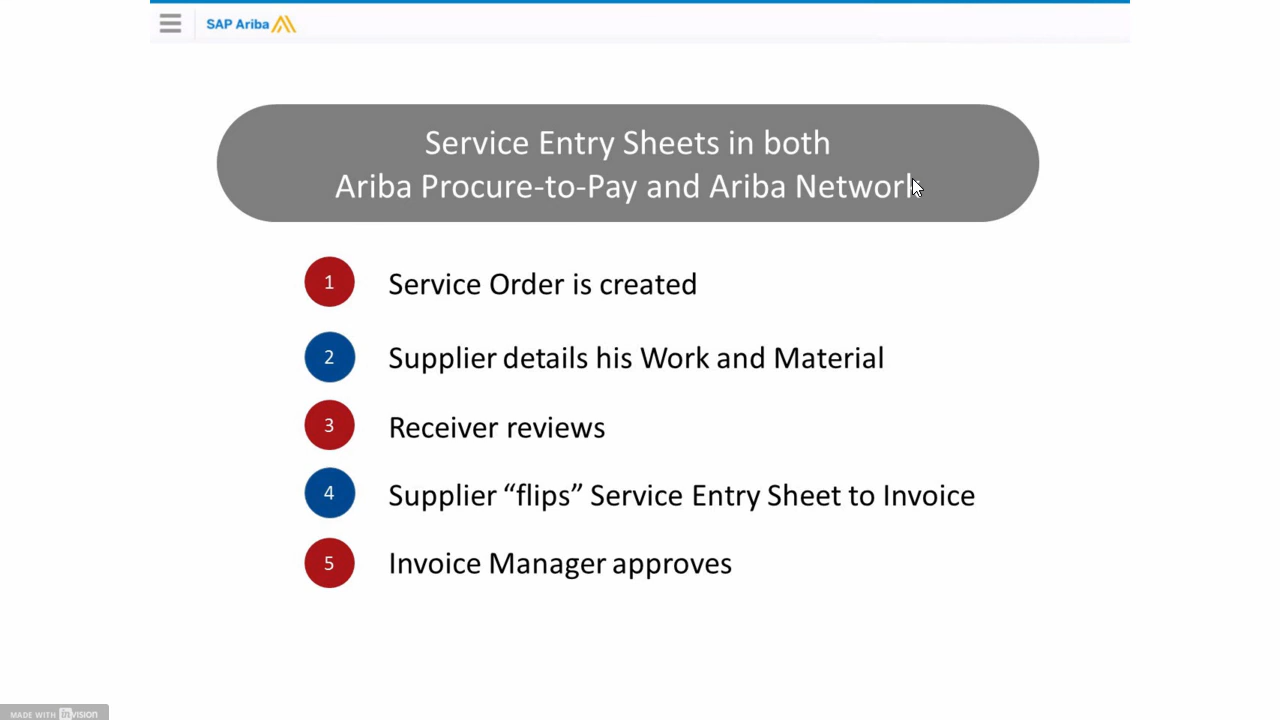 SAP Ariba
Service Entry Sheets in both
Ariba Procure-to-Pay and Ariba Network
1 Service Order is created
2 Supplier details his Work and Material
3 Receiver reviews
4 Supplier “flips” Service Entry Sheet to Invoice
5 Invoice Manager approves
MADE WITH inVISION